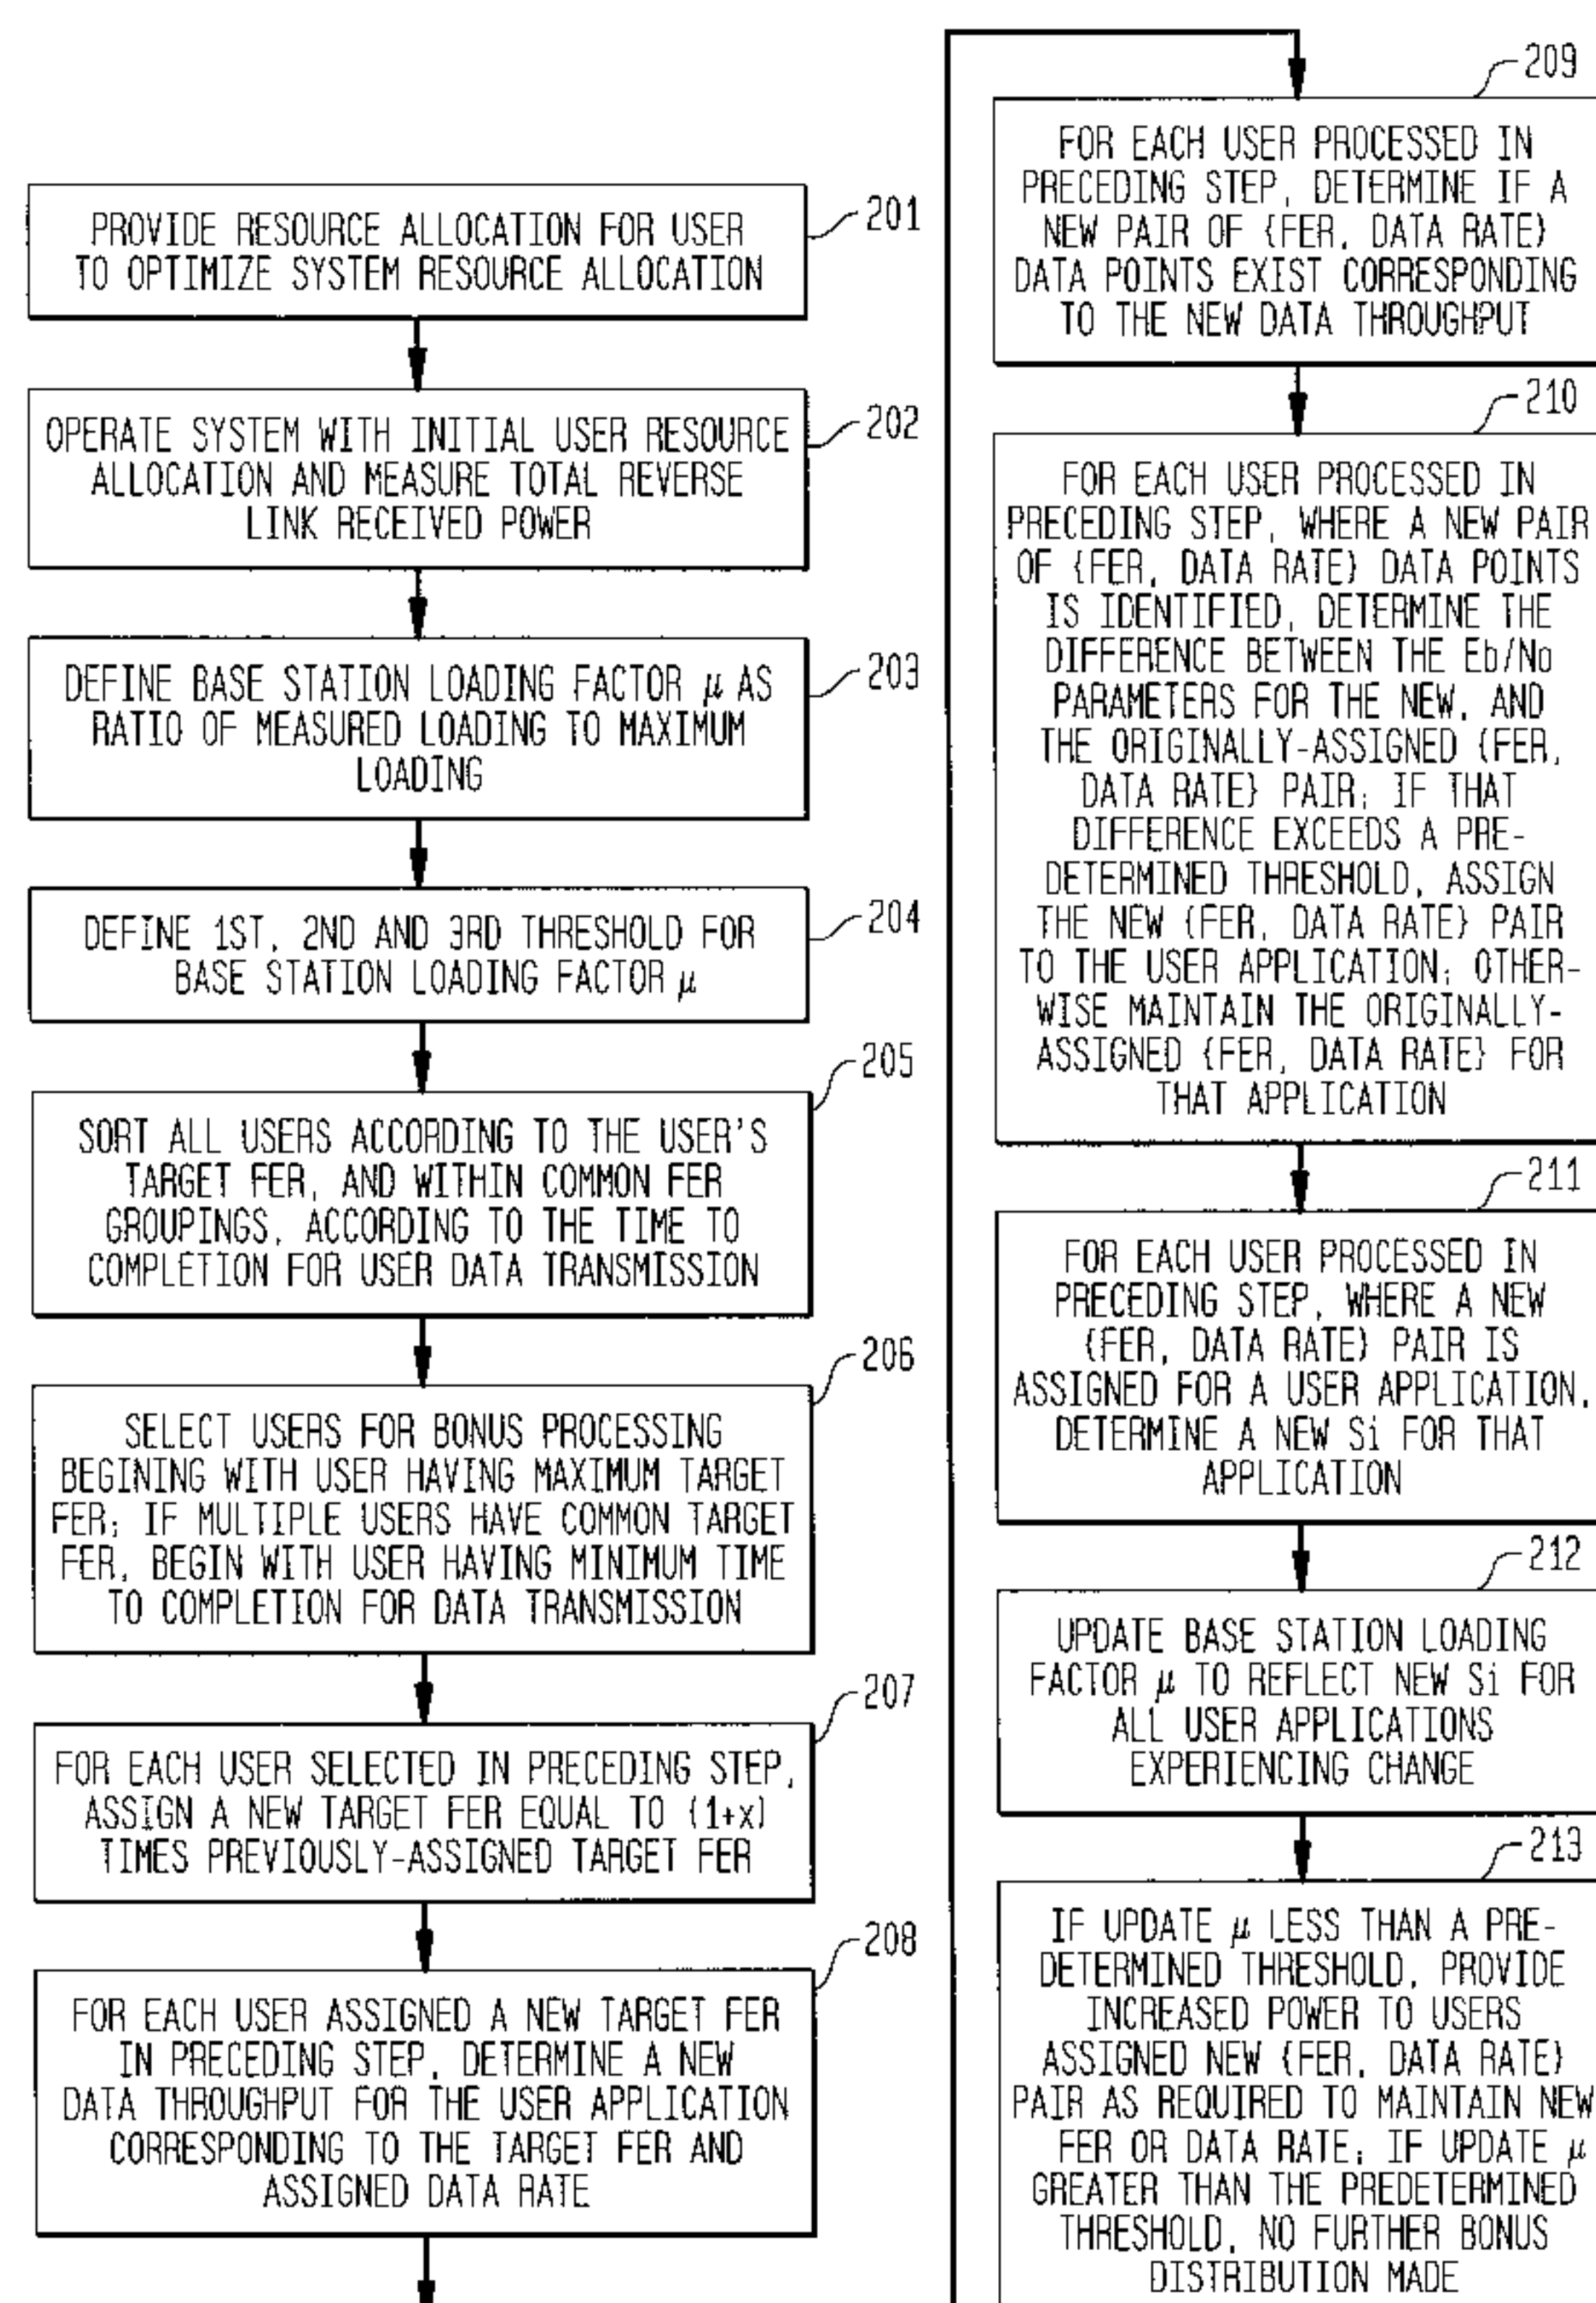 201
PROVIDE RESOURCE ALLOCATION FOR USER
TO OPTIMIZE SYSTEM RESOURCE ALLOCATION
202
OPERATE SYSTEM WITH INITIAL USER RESOURCE
ALLOCATION AND MEASURE TOTAL REVERSE
LINK RECEIVED POWER
203
DEFINE BASE STATION LOADING FACTOR μ AS
RATIO OF MEASURED LOADING TO MAXIMUM
LOADING
204
DEFINE 1ST, 2ND AND 3RD THRESHOLD FOR
BASE STATION LOADING FACTOR μ
205
SORT ALL USERS ACCORDING TO THE USER'S
TARGET FER, AND WITHIN COMMON FER
GROUPINGS, ACCORDING TO THE TIME TO
COMPLETION FOR USER DATA TRANSMISSION
206
SELECT USERS FOR BONUS PROCESSING
BEGINING WITH USER HAVING MAXIMUM TARGET
FER; IF MULTIPLE USERS HAVE COMMON TARGET
FER, BEGIN WITH USER HAVING MINIMUM TIME
TO COMPLETION FOR DATA TRANSMISSION
207
FOR EACH USER SELECTED IN PRECEDING STEP,
ASSIGN A NEW TARGET FER EQUAL TO (1+x)
TIMES PREVIOUSLY-ASSIGNED TARGET FER
208
FOR EACH USER ASSIGNED A NEW TARGET FER
IN PRECEDING STEP, DETERMINE A NEW
DATA THROUGHPUT FOR THE USER APPLICATION
CORRESPONDING TO THE TARGET FER AND
ASSIGNED DATA RATE
209
FOR EACH USER PROCESSED IN
PRECEDING STEP, DETERMINE IF A
NEW PAIR OF {FER, DATA RATE}
DATA POINTS EXIST CORRESPONDING
TO THE NEW DATA THROUGHPUT
210
FOR EACH USER PROCESSED IN
PRECEDING STEP, WHERE A NEW PAIR
OF {FER, DATA RATE} DATA POINTS
IS IDENTIFIED, DETERMINE THE
DIFFERENCE BETWEEN THE Eb/No
PARAMETERS FOR THE NEW, AND
THE ORIGINALLY-ASSIGNED {FER,
DATA RATE} PAIR; IF THAT
DIFFERENCE EXCEEDS A PRE-
DETERMINED THRESHOLD, ASSIGN
THE NEW {FER, DATA RATE} PAIR
TO THE USER APPLICATION; OTHER-
WISE MAINTAIN THE ORIGINALLY-
ASSIGNED {FER, DATA RATE} FOR
THAT APPLICATION
211
FOR EACH USER PROCESSED IN
PRECEDING STEP, WHERE A NEW
{FER, DATA RATE} PAIR IS
ASSIGNED FOR A USER APPLICATION,
DETERMINE A NEW Si FOR THAT
APPLICATION
212
UPDATE BASE STATION LOADING
FACTOR μ TO REFLECT NEW Si FOR
ALL USER APPLICATIONS
EXPERIENCING CHANGE
213
IF UPDATE μ LESS THAN A PRE-
DETERMINED THRESHOLD, PROVIDE
INCREASED POWER TO USERS
ASSIGNED NEW {FER, DATA RATE}
PAIR AS REQUIRED TO MAINTAIN NEW
FER OR DATA RATE; IF UPDATE μ
GREATER THAN THE PREDETERMINED
THRESHOLD, NO FURTHER BONUS
DISTRIBUTION MADE